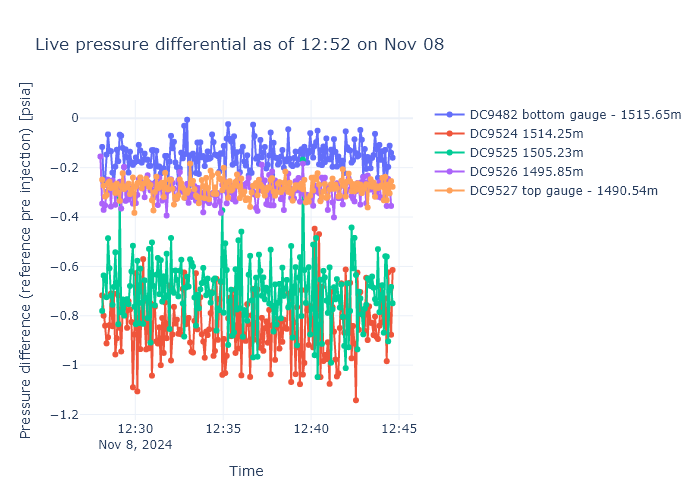 Live pressure differential as of 12:52 on Nov 08
Pressure difference (reference pre injection) [psia]
0
−0.2
−0.4
−0.6
−0.8
−1
−1.2
12:30
12:35
12:40
12:45
Nov 8, 2024
Time
DC9482 bottom gauge - 1515.65m
DC9524 1514.25m
DC9525 1505.23m
DC9526 1495.85m
DC9527 top gauge - 1490.54m